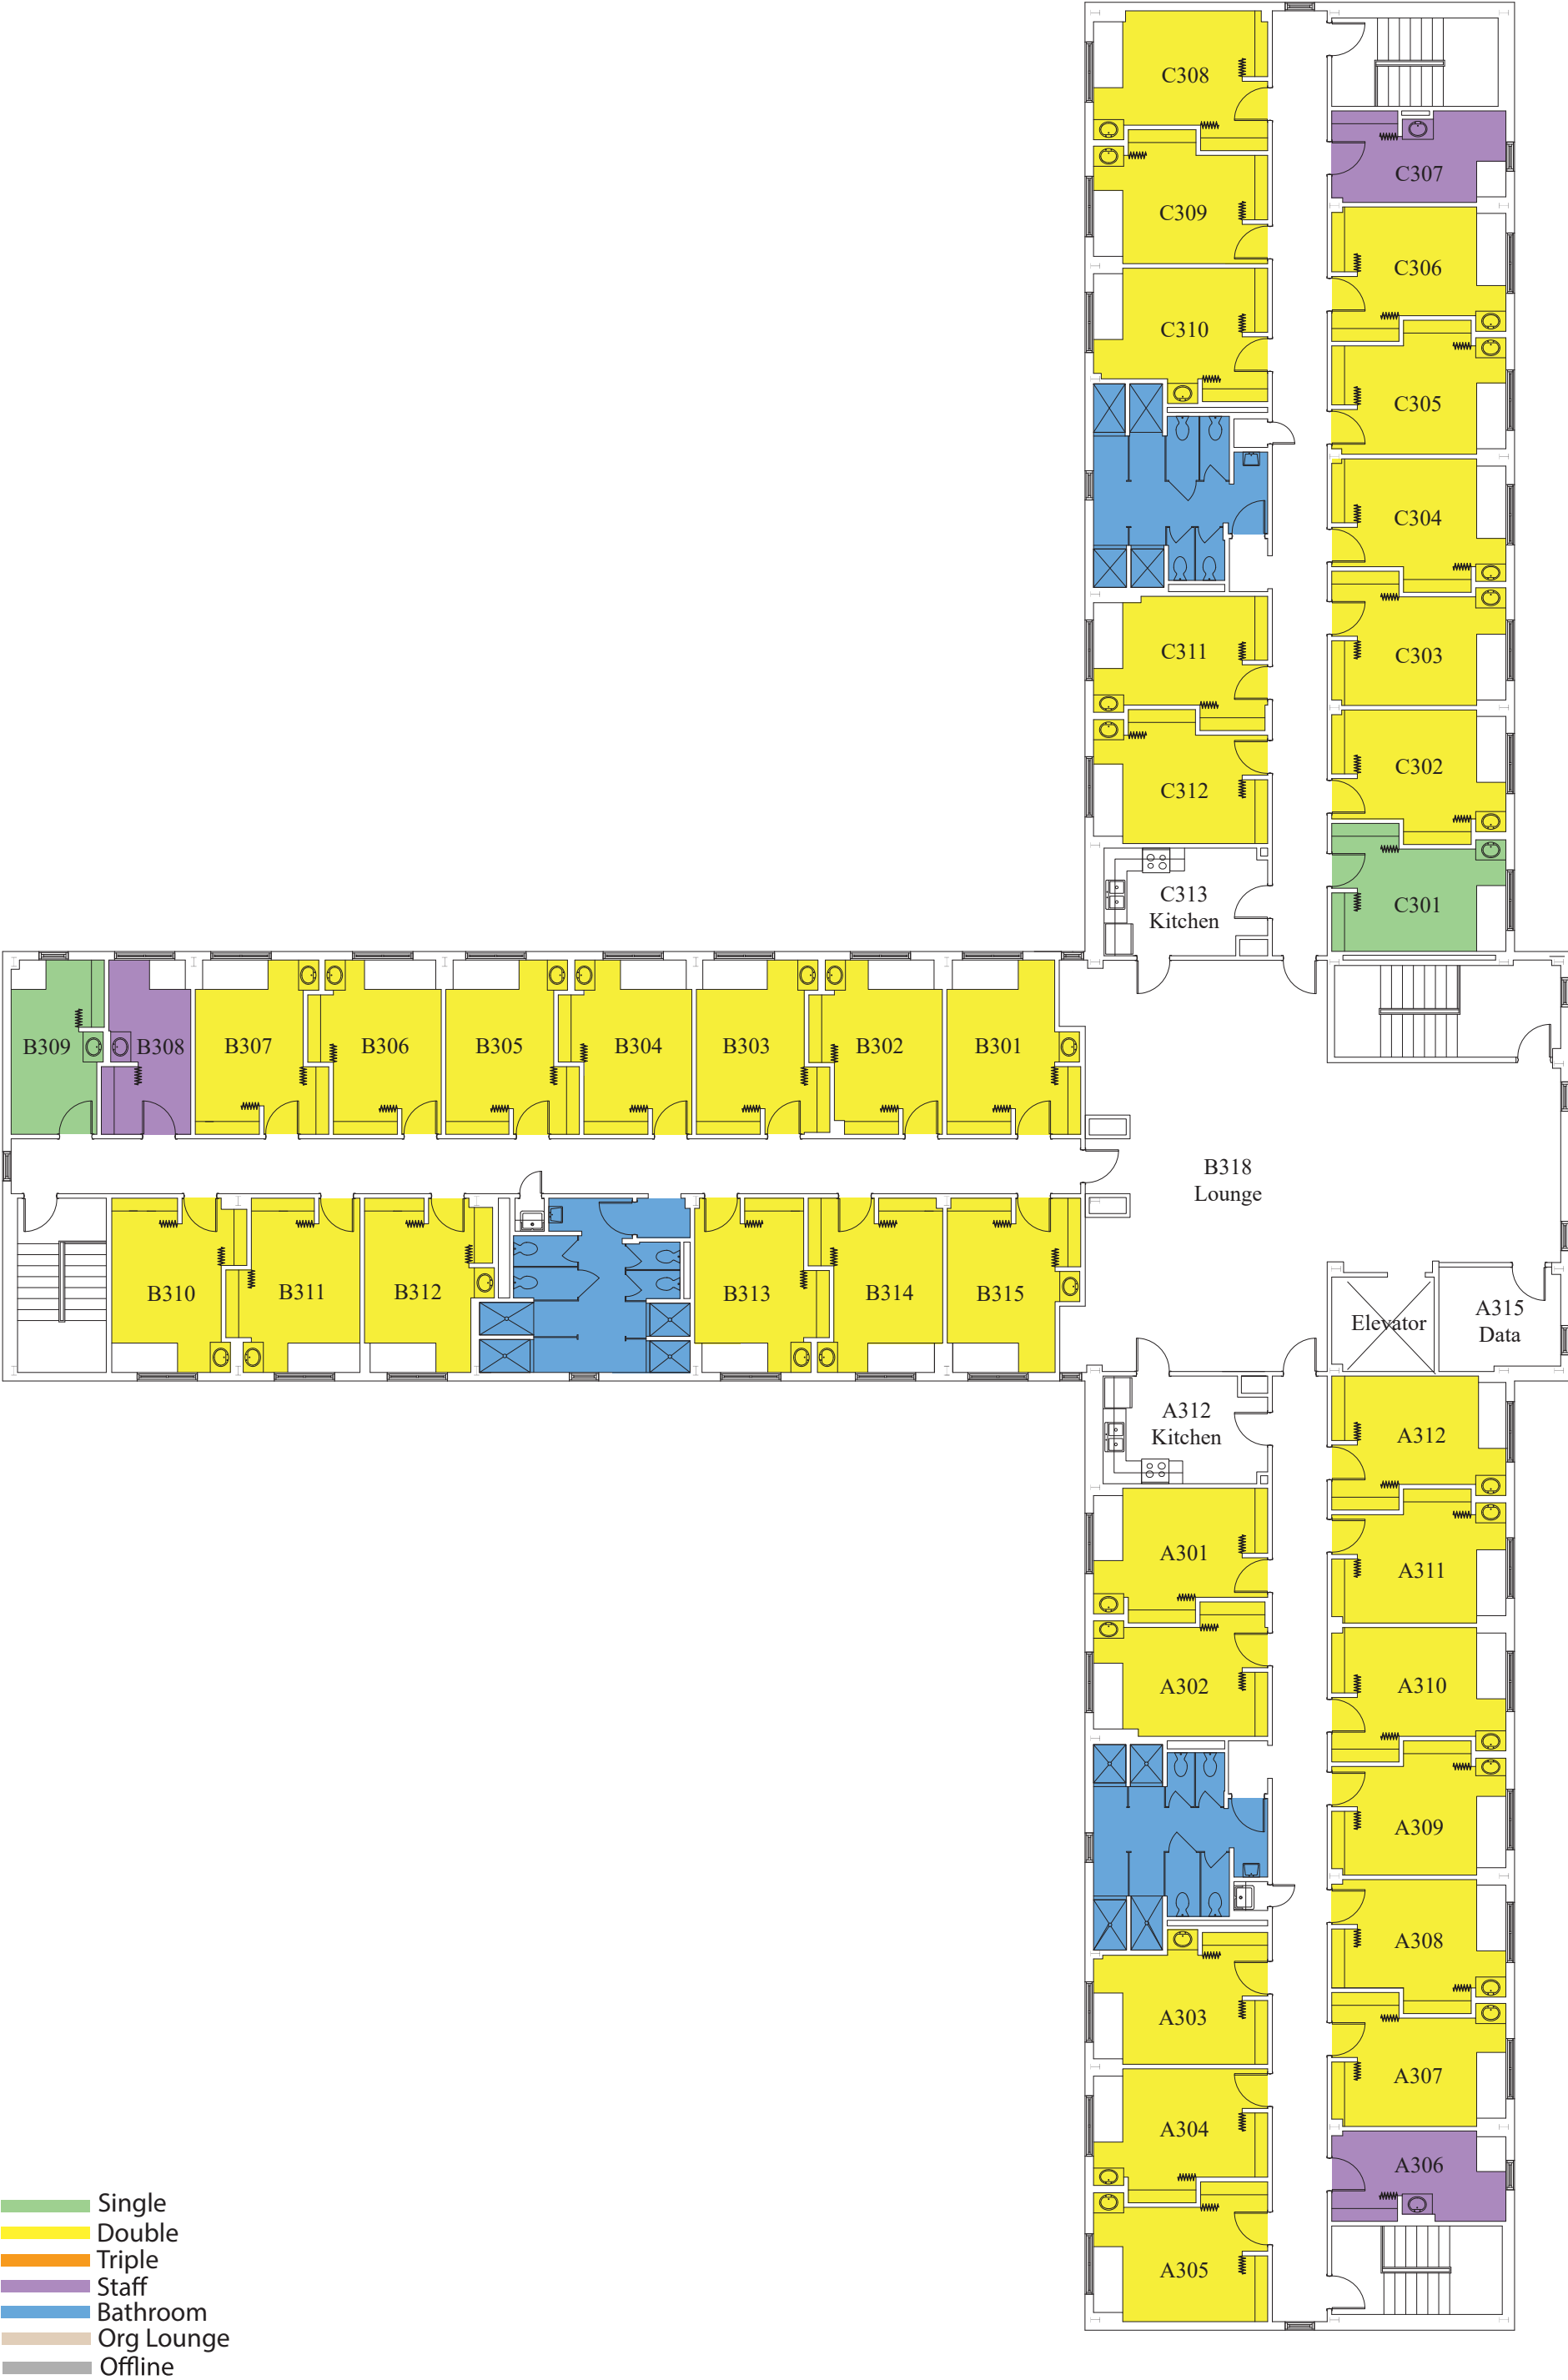 C308
C307
C309
C306
C310
C305
C304
C311
C303
C302
C312
C313
Kitchen
C301
B309
B308
B307
B306
B305
B304
B303
B302
B301
B318
Lounge
B310
B311
B312
B313
B314
B315
Elevator
A315
Data
A312
Kitchen
A312
A301
A311
A302
A310
A309
A308
A303
A307
A304
A306
A305
Single
Double
Triple
Staff
Bathroom
Org Lounge
Offline